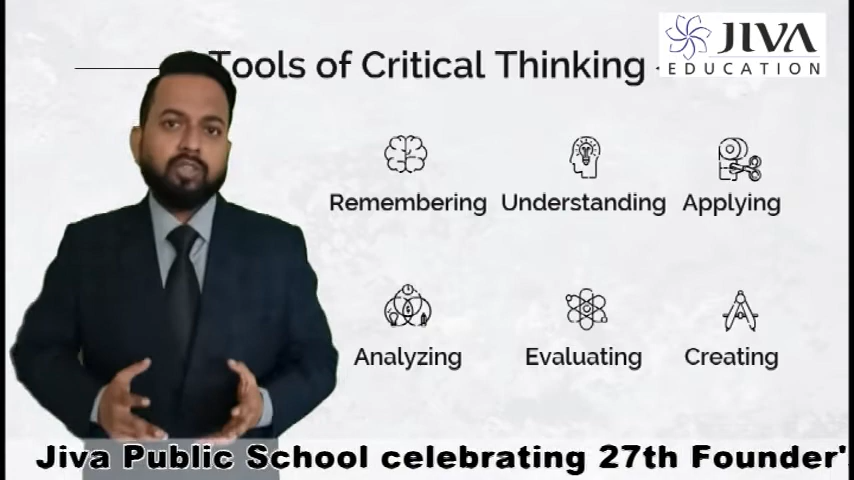 Tools of Critical Thinking
JIVA
EDUCATION
Remembering Understanding Applying
Analyzing Evaluating Creating
Jiva Public School celebrating 27th Founder'